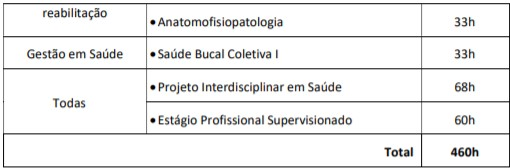 reabilitação
• Anatomofisiopatologia 33h
Gestão em Saúde • Saúde Bucal Coletiva I 33h
Todas
• Projeto Interdisciplinar em Saúde 68h
• Estágio Profissional Supervisionado 60h
Total 460h